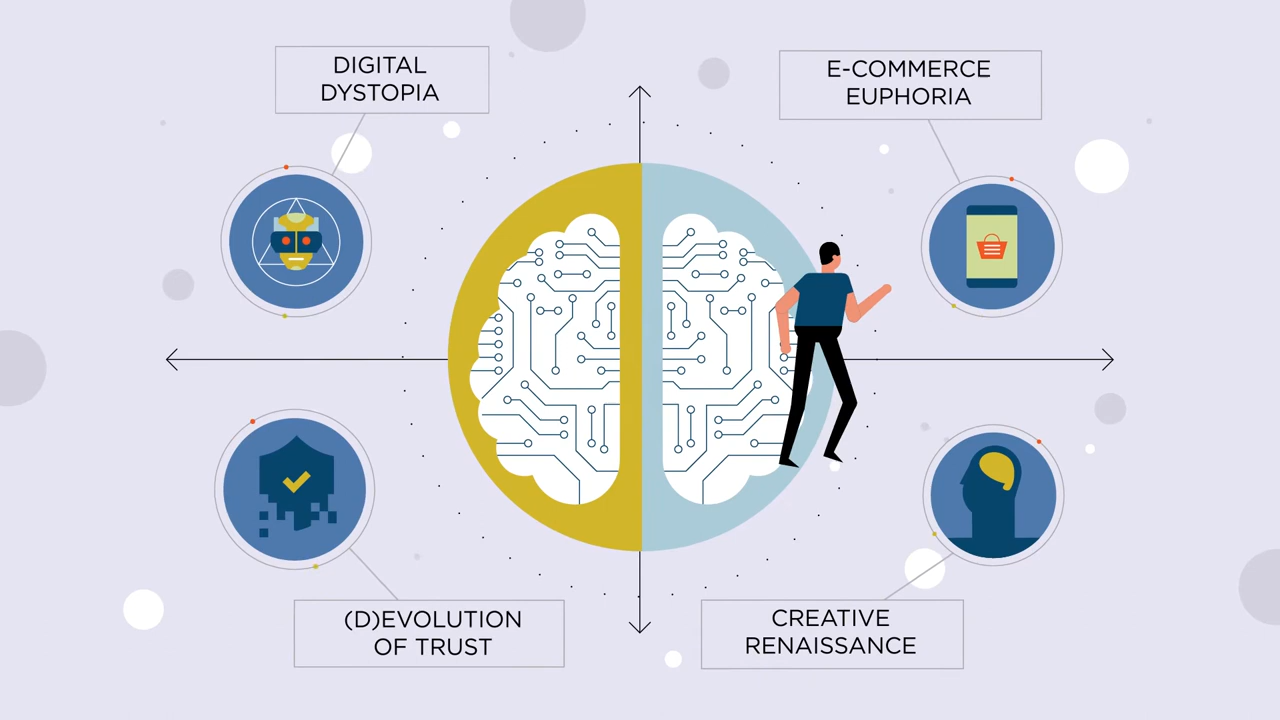 DIGITAL
DYSTOPIA
E-COMMERCE
EUPHORIA
(D)EVOLUTION
OF TRUST
CREATIVE
RENAISSANCE